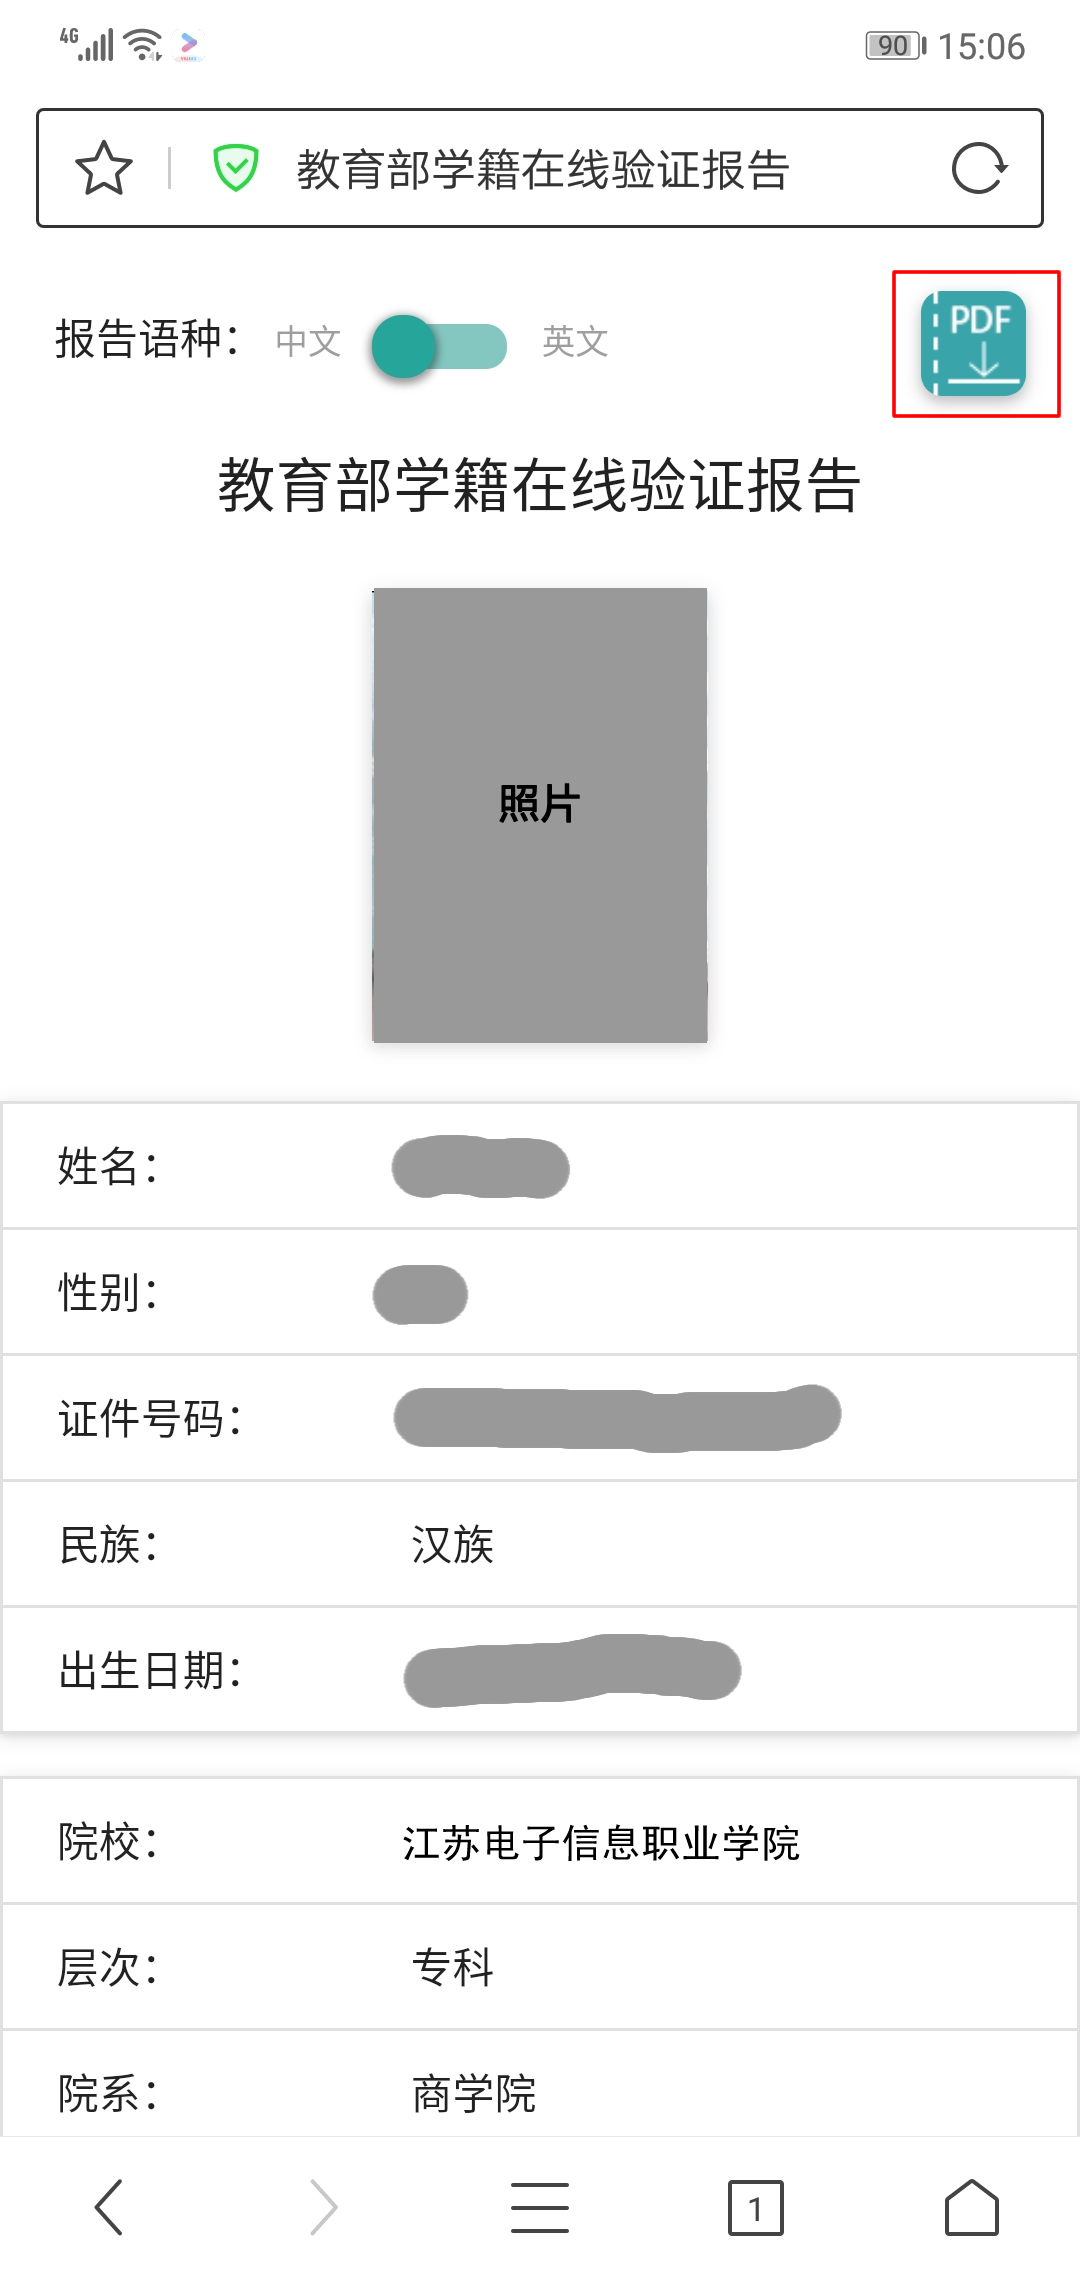 4G 90 15:06
教育部学籍在线验证报告
报告语种： 中文 英文
PDF
教育部学籍在线验证报告
照片
姓名：
性别：
证件号码：
民族： 汉族
出生日期：
院校： 江苏电子信息职业学院
层次： 专科
院系： 商学院
1